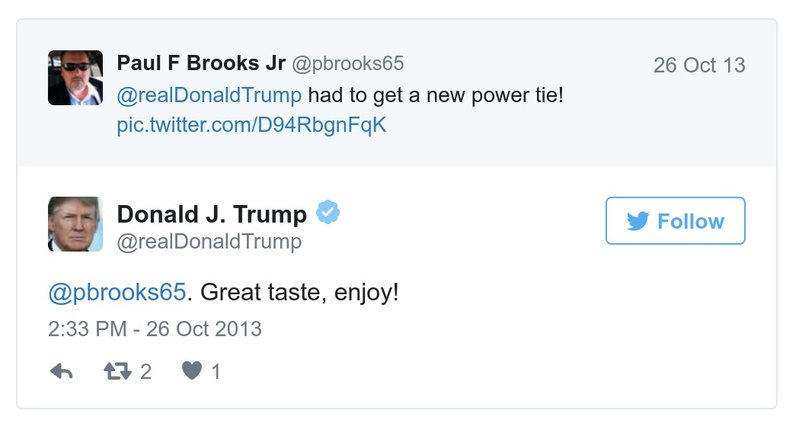 Paul F Brooks Jr @pbrooks65 26 Oct 13
@realDonaldTrump had to get a new power tie!
pic.twitter.com/D94RbgnFqK
Donald J. Trump
@realDonaldTrump
Follow
@pbrooks65. Great taste, enjoy!
2:33 PM - 26 Oct 2013
2 1